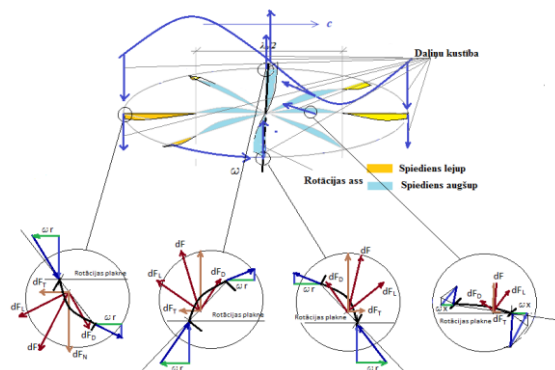 c
λ/2
Daliņu kustība
ω
Rotācijas ass
Spiediens lejup
Spiediens augšup
ω r
dF_T
Rotācijas plakne
dF_L
ω r
dF_D
dF
dF_N
dF
dF_L
dF_D
ω r
dF_T
Rotācijas plakne
dF
dF_D
ω r
dF_L
dF_T
Rotācijas plakne
dF
dF_D
dF_L
ω x
ω x
Rotācijas plakne
dF_T